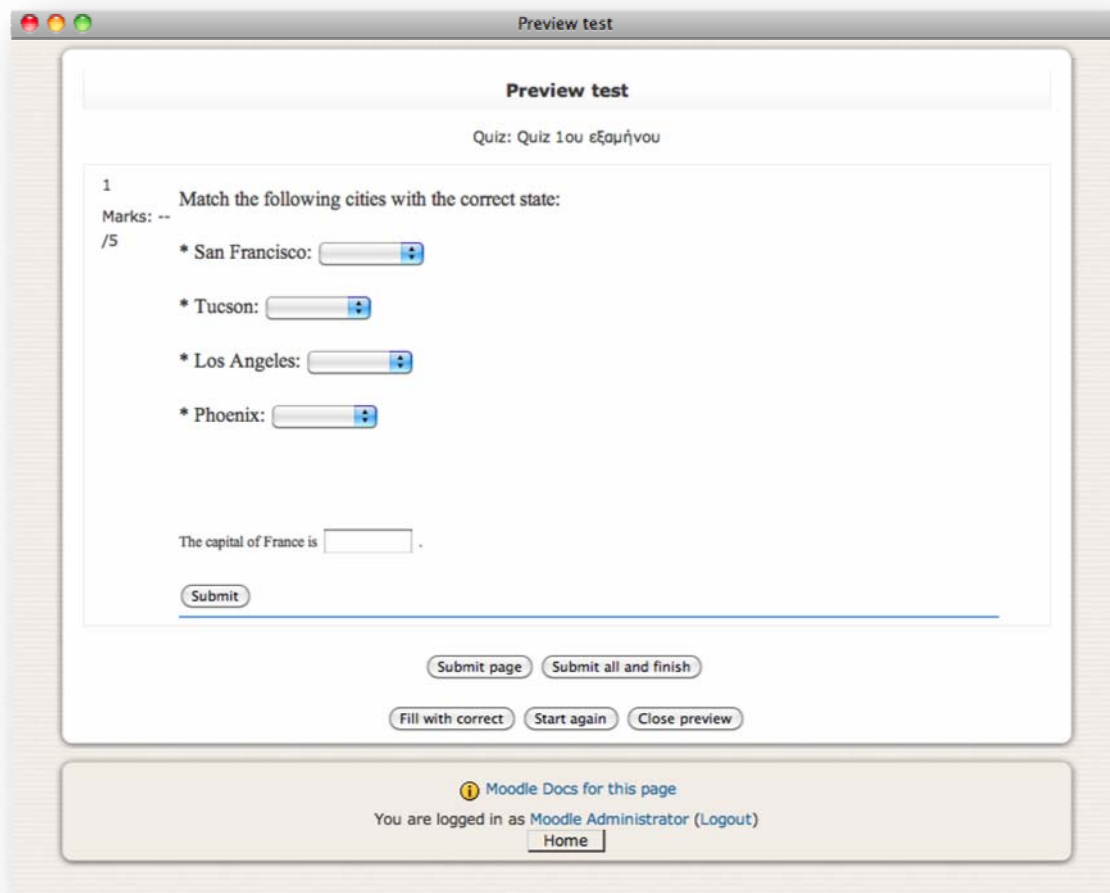 Preview test
Preview test
Quiz: Quiz 1ου εξαμήνου
1
Marks: --
/5
Match the following cities with the correct state:
* San Francisco:
* Tucson:
* Los Angeles:
* Phoenix:
The capital of France is .
Submit
Submit page Submit all and finish
Fill with correct Start again Close preview
Moodle Docs for this page
You are logged in as Moodle Administrator (Logout)
Home